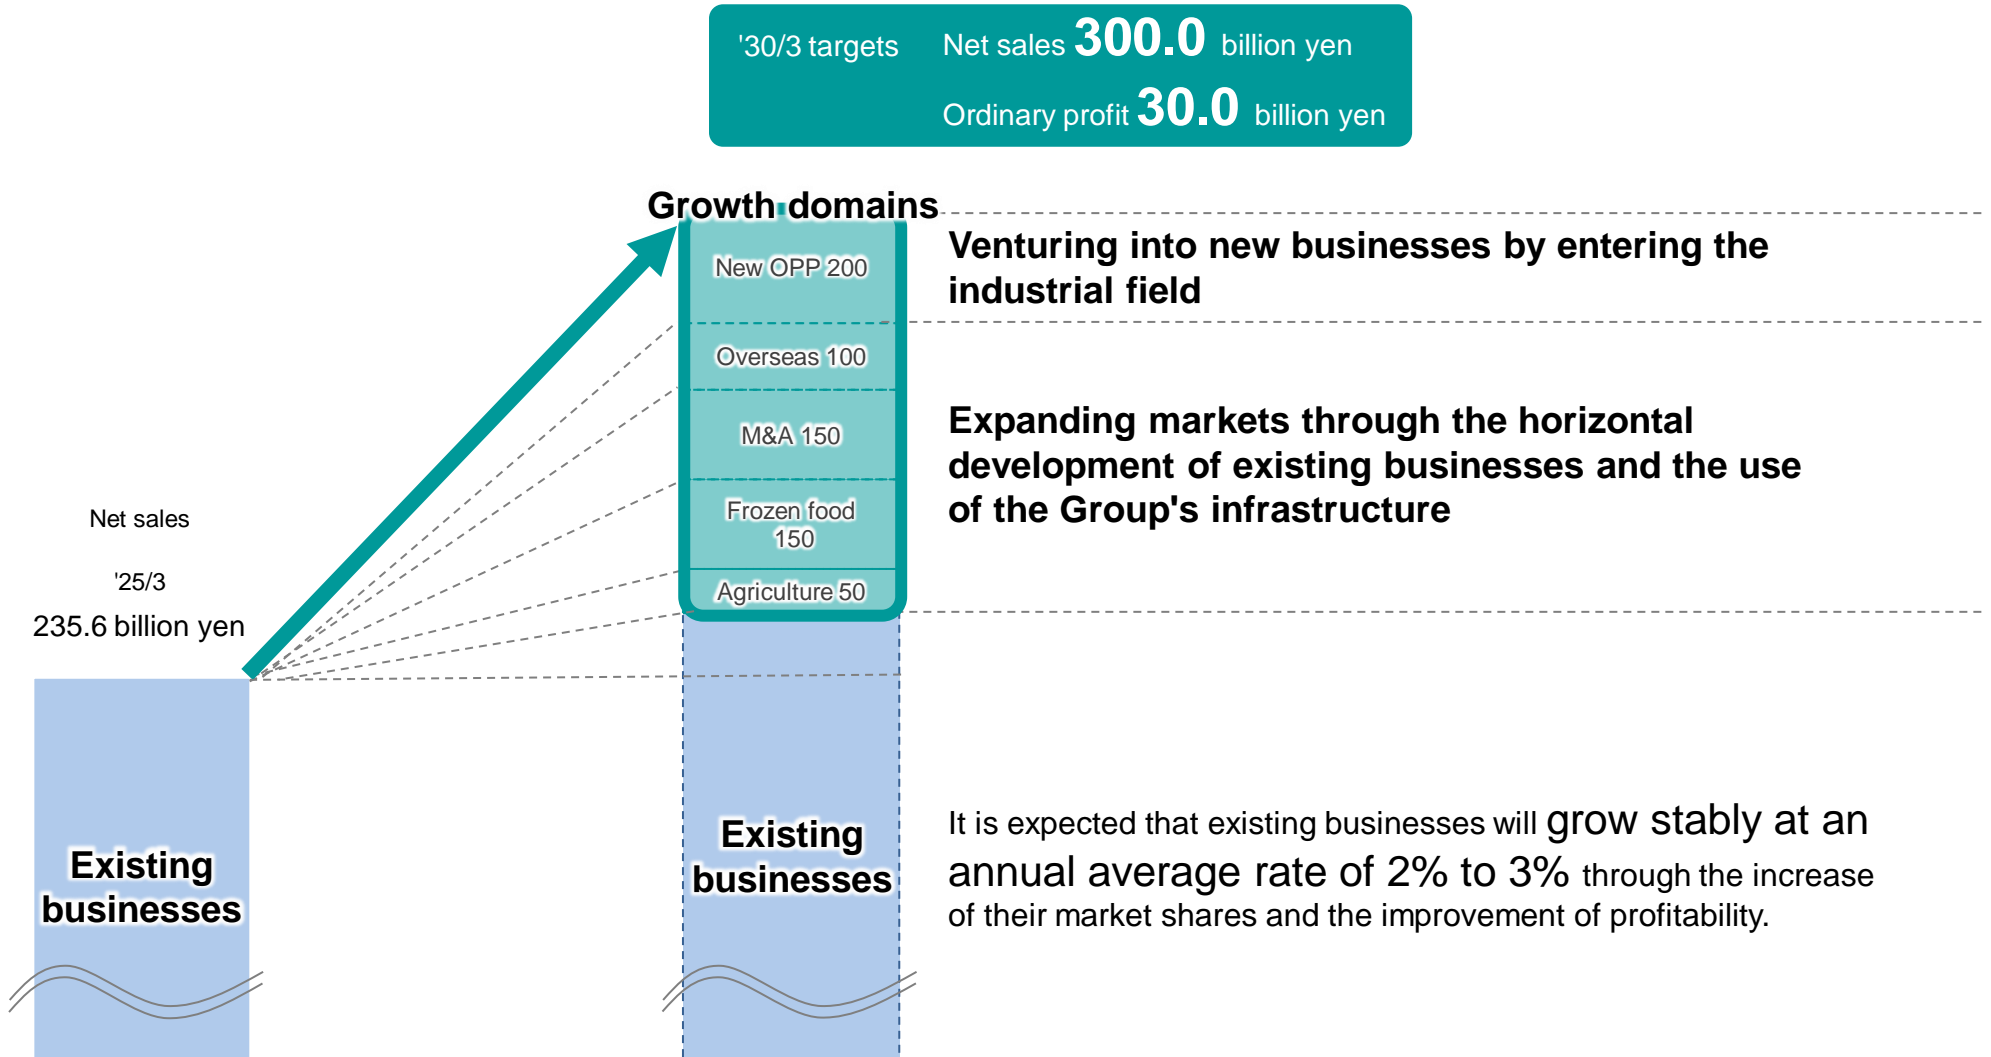 '30/3 targets
Net sales 300.0 billion yen
Ordinary profit 30.0 billion yen
Growth domains
New OPP 200
Overseas 100
M&A 150
Frozen food
150
Agriculture 50
Venturing into new businesses by entering the
industrial field
Expanding markets through the horizontal
development of existing businesses and the use
of the Group's infrastructure
Net sales
'25/3
235.6 billion yen
Existing
businesses
Existing
businesses
It is expected that existing businesses will grow stably at an
annual average rate of 2% to 3% through the increase
of their market shares and the improvement of profitability.